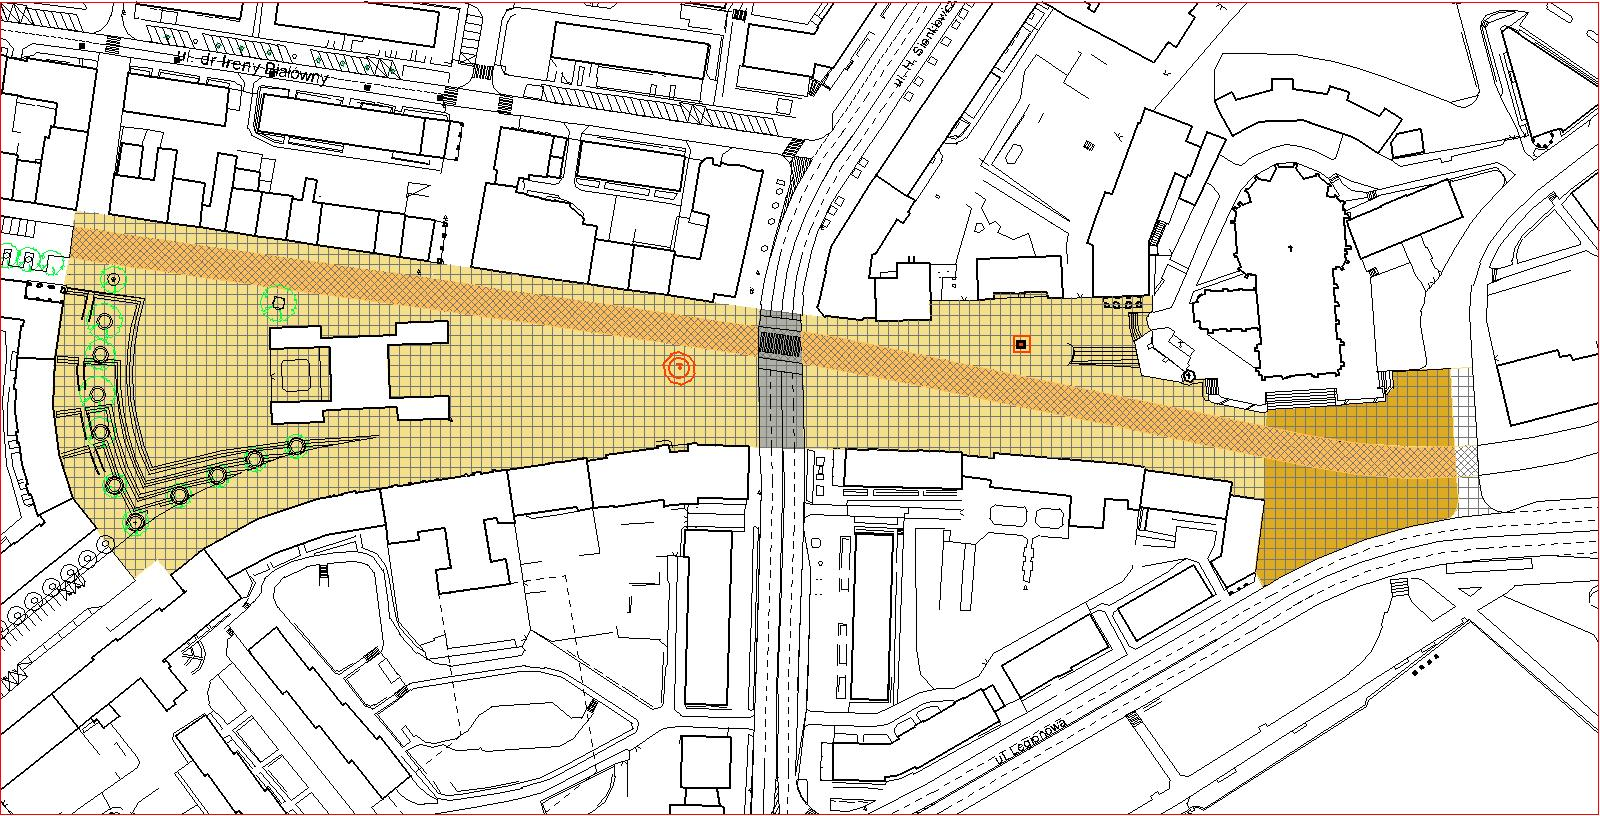 ul. dr Ireny Białówny
ul. H. Sienkiewicza
ul. Legionowa